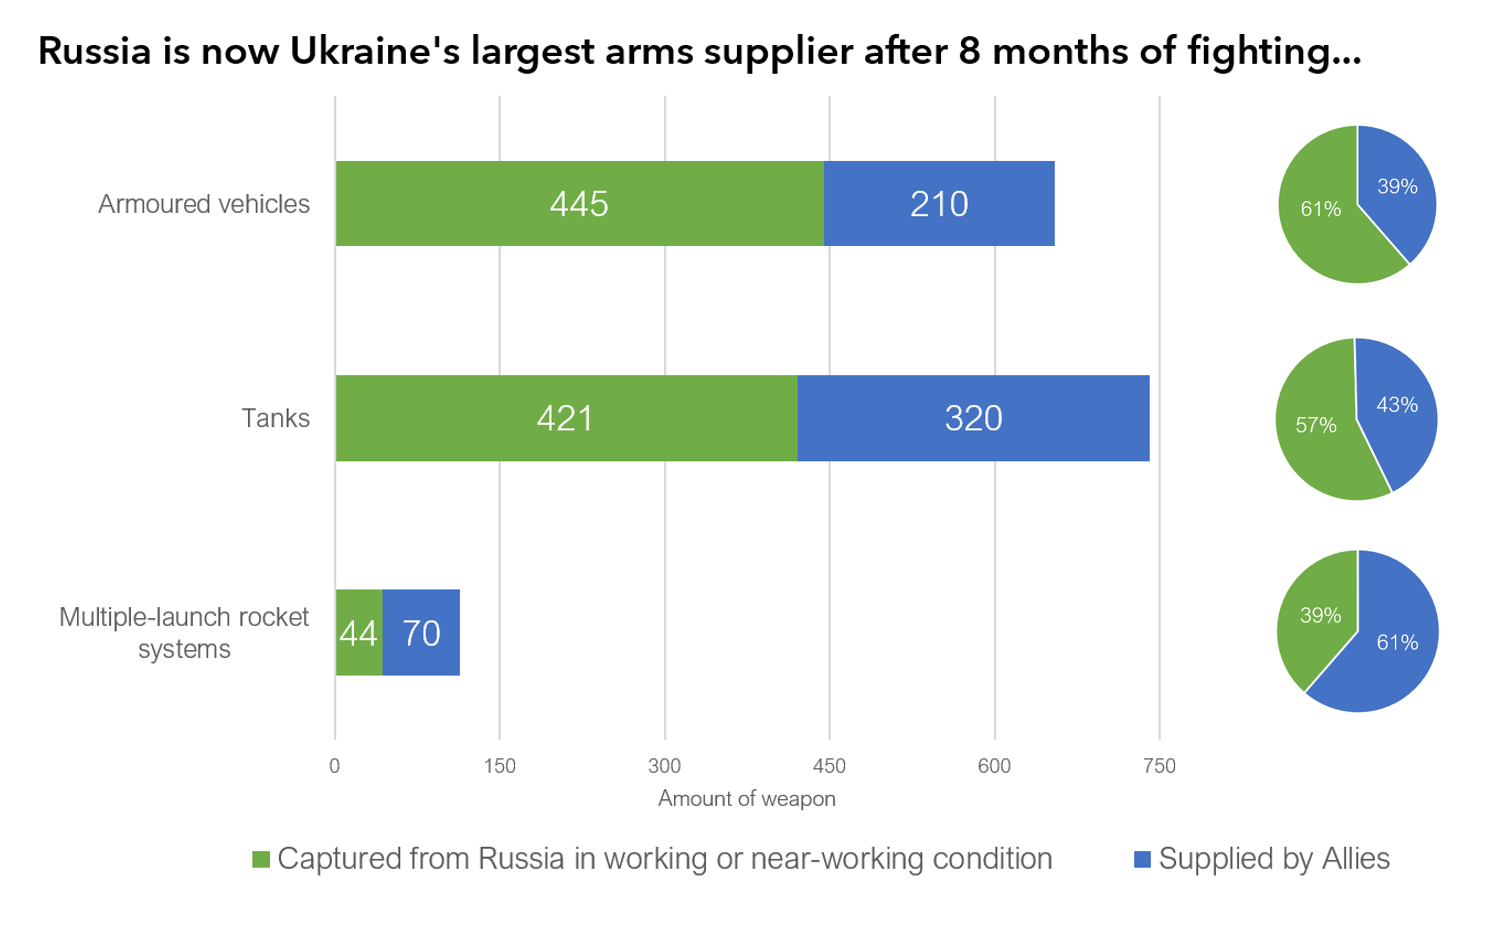 Russia is now Ukraine's largest arms supplier after 8 months of fighting...
Armoured vehicles
445
210
39%
61%
Tanks
421
320
43%
57%
Multiple-launch rocket
systems
44
70
39%
61%
0
150
300
450
600
750
Amount of weapon
Captured from Russia in working or near-working condition
Supplied by Allies